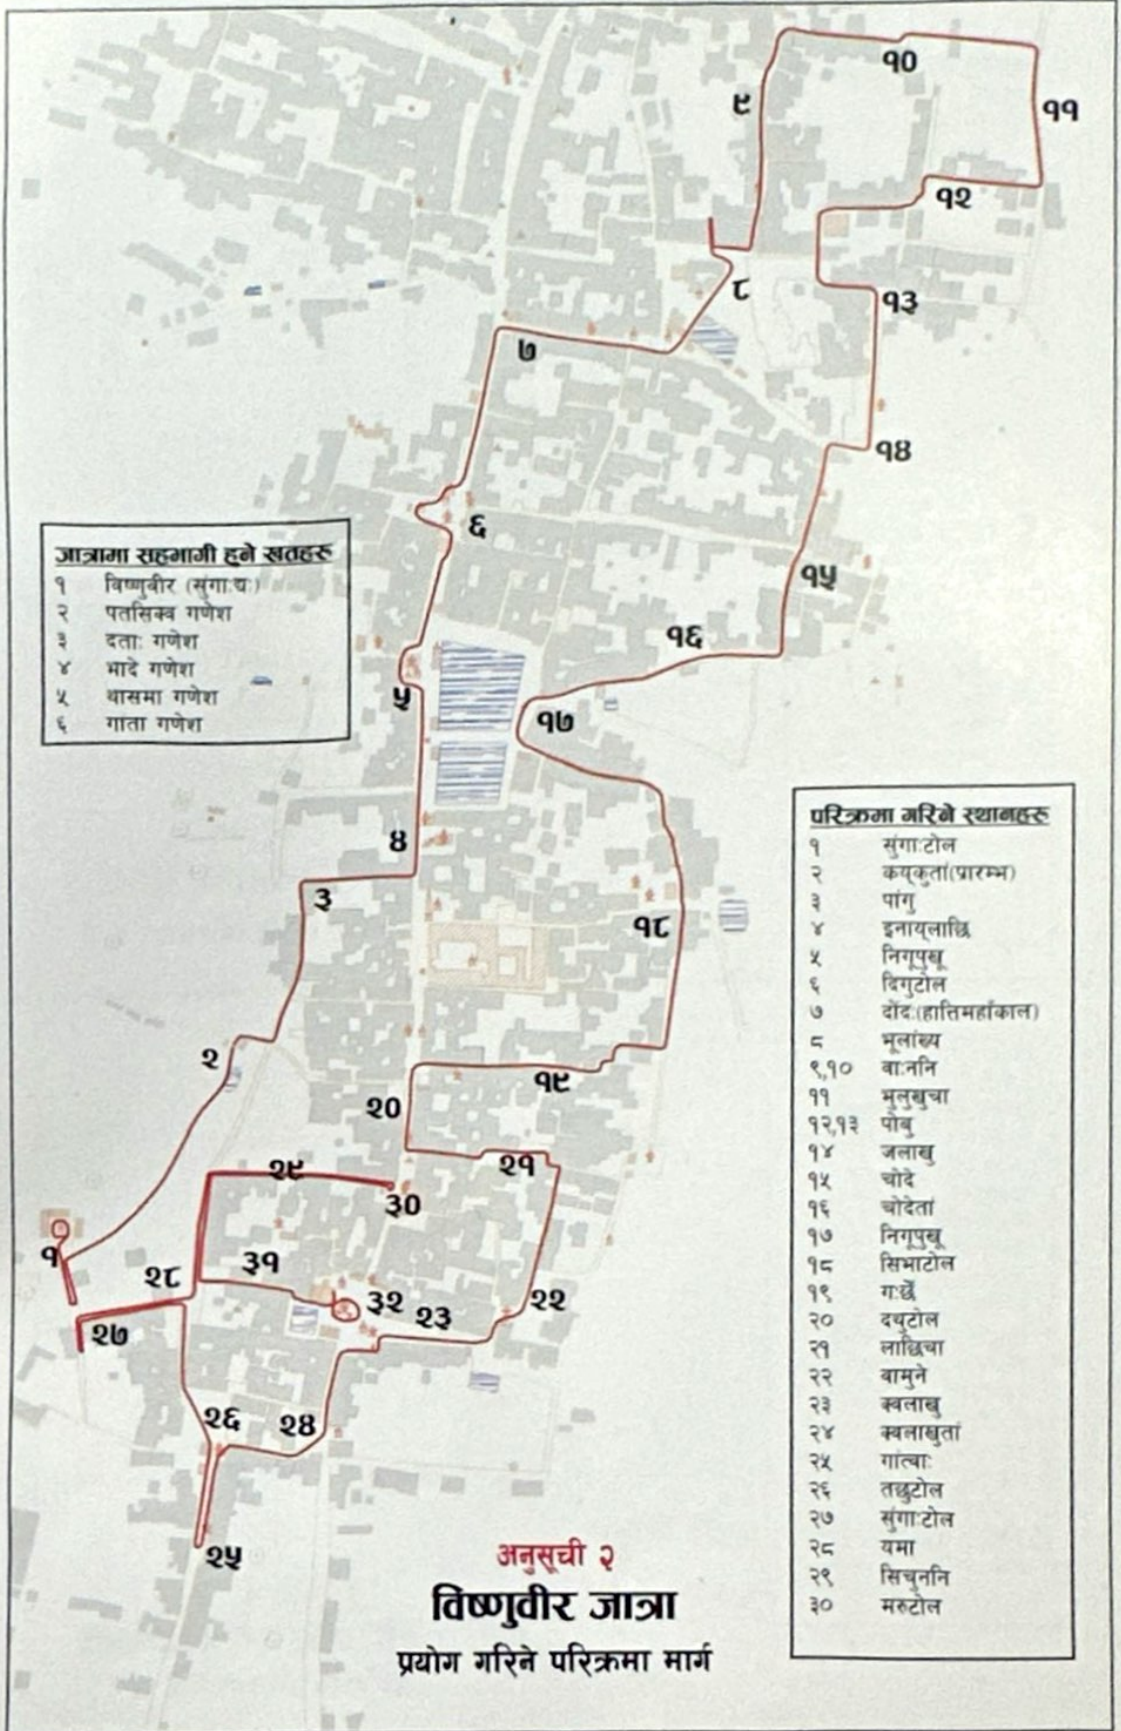 १०
९
११
१२
८
१३
७
१४
६
१५
१६
५
१७
४
३
१८
२
१९
२०
२१
२९
३०
१
३१
२८
३२
२३
२२
२७
२६
२४
२५
जात्रामा सहभागी हुने खतहरु
१ विष्णुवीर (सुंगाःद्यः)
२ पतसिक्व गणेश
३ दताः गणेश
४ भादे गणेश
५ थासमा गणेश
६ गाता गणेश
परिक्रमा गरिने स्थानहरु
१ सुंगाःटोल
२ कय्कुतां(प्रारम्भ)
३ पांगु
४ इनाय्लाछि
५ निगूपुखू
६ दिगुटोल
७ दोंदः(हात्तिमहाँकाल)
८ भूलांख्य
९,१० बाःननि
११ भुलुखुचा
१२,१३ पोबु
१४ जलाखु
१५ चोदे
१६ चोदेतां
१७ निगूपुखू
१८ सिभाटोल
१९ गःछेँ
२० दथुटोल
२१ लाछिचा
२२ बामुने
२३ क्वलाखु
२४ क्वलाखुतां
२५ गांत्वाः
२६ तछुटोल
२७ सुंगाःटोल
२८ यमा
२९ सिचुननि
३० मरुटोल
अनुसूची २
विष्णुवीर जात्रा
प्रयोग गरिने परिक्रमा मार्ग